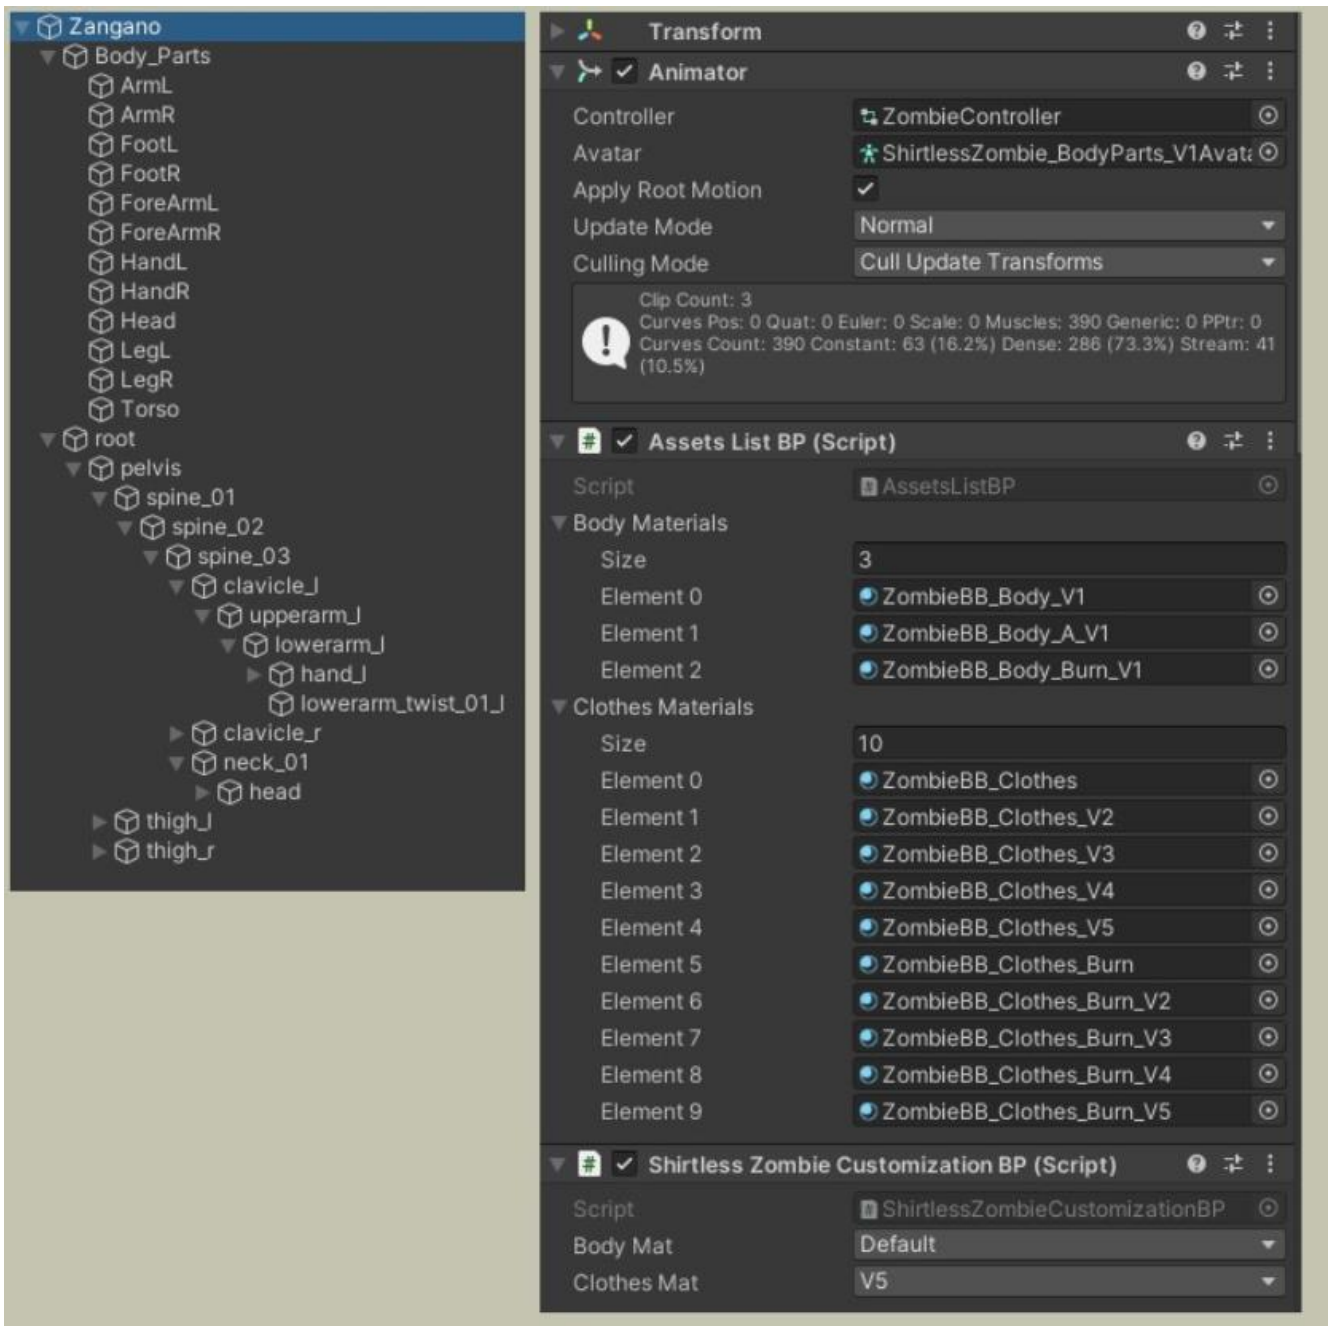 Zangano
Body_Parts
ArmL
ArmR
FootL
FootR
ForeArmL
ForeArmR
HandL
HandR
Head
LegL
LegR
Torso
root
pelvis
spine_01
spine_02
spine_03
clavicle_l
upperarm_l
lowerarm_l
hand_l
lowerarm_twist_01_l
clavicle_r
neck_01
head
thigh_l
thigh_r
Transform
Animator
Controller ZombieController
Avatar ShirtlessZombie_BodyParts_V1Avata
Apply Root Motion
Update Mode Normal
Culling Mode Cull Update Transforms
Clip Count: 3
Curves Pos: 0 Quat: 0 Euler: 0 Scale: 0 Muscles: 390 Generic: 0 PPtr: 0
Curves Count: 390 Constant: 63 (16.2%) Dense: 286 (73.3%) Stream: 41
(10.5%)
Assets List BP (Script)
Script AssetsListBP
Body Materials
Size 3
Element 0 ZombieBB_Body_V1
Element 1 ZombieBB_Body_A_V1
Element 2 ZombieBB_Body_Burn_V1
Clothes Materials
Size 10
Element 0 ZombieBB_Clothes
Element 1 ZombieBB_Clothes_V2
Element 2 ZombieBB_Clothes_V3
Element 3 ZombieBB_Clothes_V4
Element 4 ZombieBB_Clothes_V5
Element 5 ZombieBB_Clothes_Burn
Element 6 ZombieBB_Clothes_Burn_V2
Element 7 ZombieBB_Clothes_Burn_V3
Element 8 ZombieBB_Clothes_Burn_V4
Element 9 ZombieBB_Clothes_Burn_V5
Shirtless Zombie Customization BP (Script)
Script ShirtlessZombieCustomizationBP
Body Mat Default
Clothes Mat V5